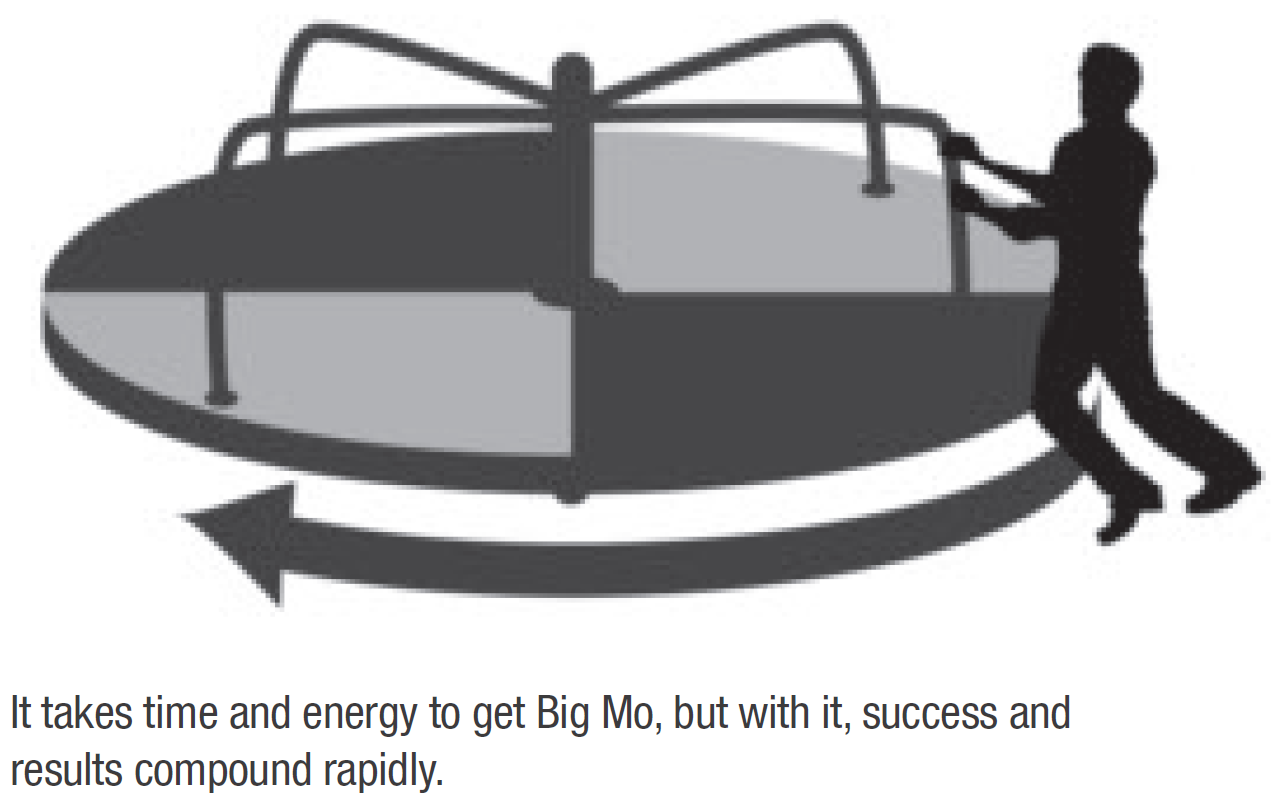 It takes time and energy to get Big Mo, but with it, success and
results compound rapidly.